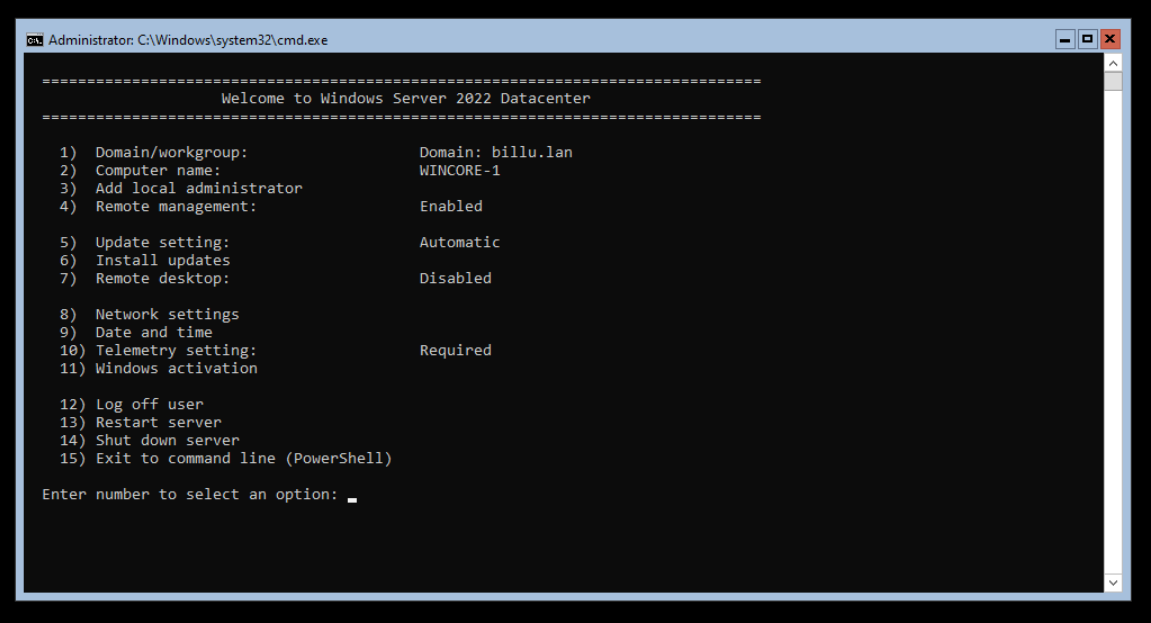 Administrator: C:\Windows\system32\cmd.exe
================================================================================
Welcome to Windows Server 2022 Datacenter
================================================================================
1) Domain/workgroup: Domain: billu.lan
2) Computer name: WINCORE-1
3) Add local administrator
4) Remote management: Enabled
5) Update setting: Automatic
6) Install updates
7) Remote desktop: Disabled
8) Network settings
9) Date and time
10) Telemetry setting: Required
11) Windows activation
12) Log off user
13) Restart server
14) Shut down server
15) Exit to command line (PowerShell)
Enter number to select an option: